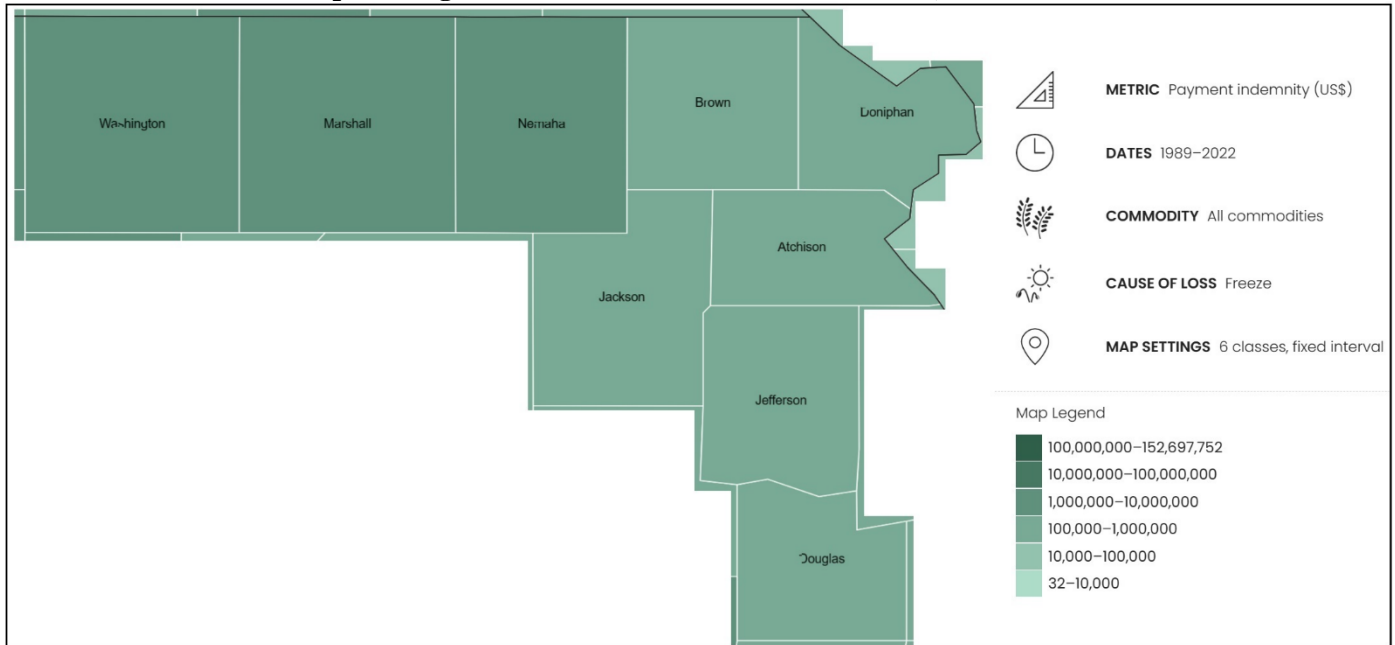 Washington
Marshall
Nemaha
Brown
Doniphan
Atchison
Jackson
Jefferson
Douglas
METRIC Payment indemnity (US$)
DATES 1989–2022
COMMODITY All commodities
CAUSE OF LOSS Freeze
MAP SETTINGS 6 classes, fixed interval
Map Legend
100,000,000–152,697,752
10,000,000–100,000,000
1,000,000–10,000,000
100,000–1,000,000
10,000–100,000
32–10,000